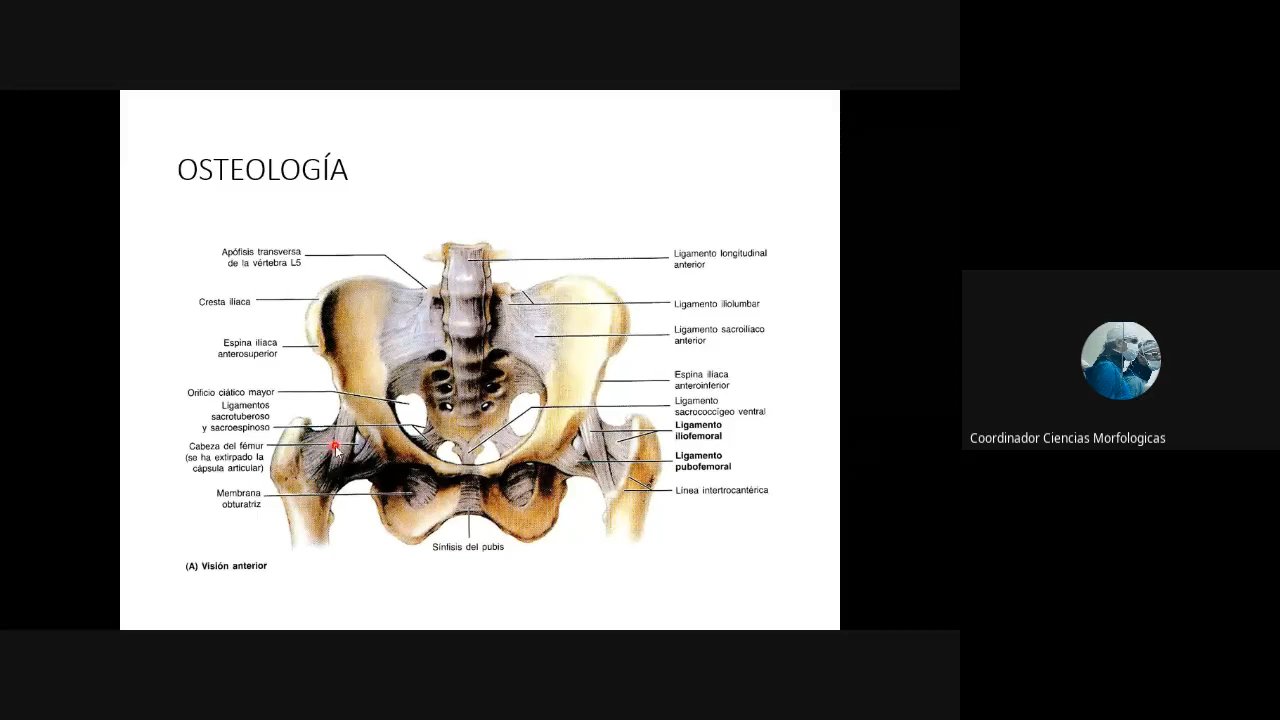 OSTEOLOGÍA
Apófisis transversa
de la vértebra L5
Cresta ilíaca
Espina ilíaca
anterosuperior
Orificio ciático mayor
Ligamentos
sacrotuberoso
y sacroespinoso
Cabeza del fémur
(se ha extirpado la
cápsula articular)
Membrana
obturatriz
Ligamento longitudinal
anterior
Ligamento iliolumbar
Ligamento sacroilíaco
anterior
Espina ilíaca
anteroinferior
Ligamento
sacrococcígeo ventral
Ligamento
iliofemoral
Ligamento
pubofemoral
Línea intertrocantérica
Sínfisis del pubis
(A) Visión anterior
Coordinador Ciencias Morfologicas